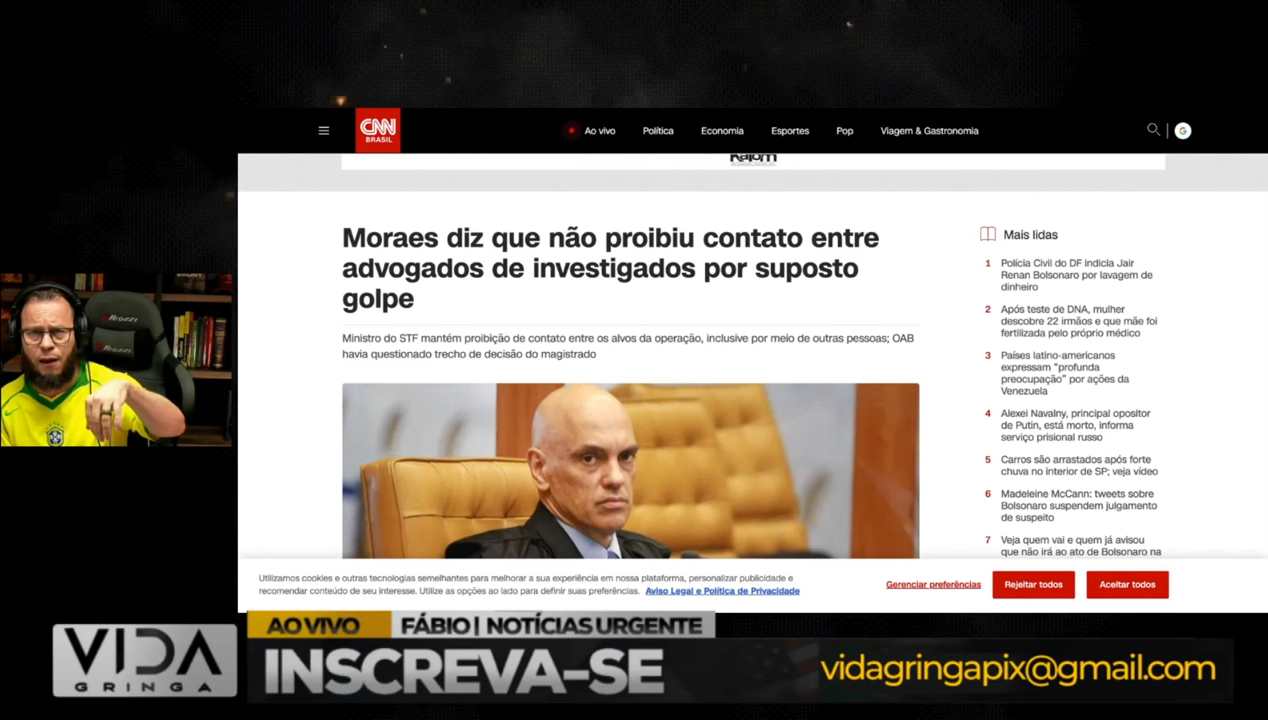 CNN
BRASIL
Ao vivo
Política
Economia
Esportes
Pop
Viagem & Gastronomia
Moraes diz que não proibiu contato entre
advogados de investigados por suposto
golpe
Ministro do STF mantém proibição de contato entre os alvos da operação, inclusive por meio de outras pessoas; OAB
havia questionado trecho de decisão do magistrado
Mais lidas
1 Polícia Civil do DF indicia Jair
Renan Bolsonaro por lavagem de
dinheiro
2 Após teste de DNA, mulher
descobre 22 irmãos e que mãe foi
fertilizada pelo próprio médico
3 Países latino-americanos
expressam "profunda
preocupação" por ações da
Venezuela
4 Alexei Navalny, principal opositor
de Putin, está morto, informa
serviço prisional russo
5 Carros são arrastados após forte
chuva no interior de SP; veja vídeo
6 Madeleine McCann: tweets sobre
Bolsonaro suspendem julgamento
de suspeito
7 Veja quem vai e quem já avisou
que não irá ao ato de Bolsonaro na
Utilizamos cookies e outras tecnologias semelhantes para melhorar a sua experiência em nossa plataforma, personalizar publicidade e
recomendar conteúdo de seu interesse. Utilize as opções ao lado para definir suas preferências. Aviso Legal e Política de Privacidade
Gerenciar preferências
Rejeitar todos
Aceitar todos
AROZZI
AROZZI
VIDA
GRINGA
AO VIVO
FÁBIO | NOTÍCIAS URGENTE
INSCREVA-SE
vidagringapix@gmail.com